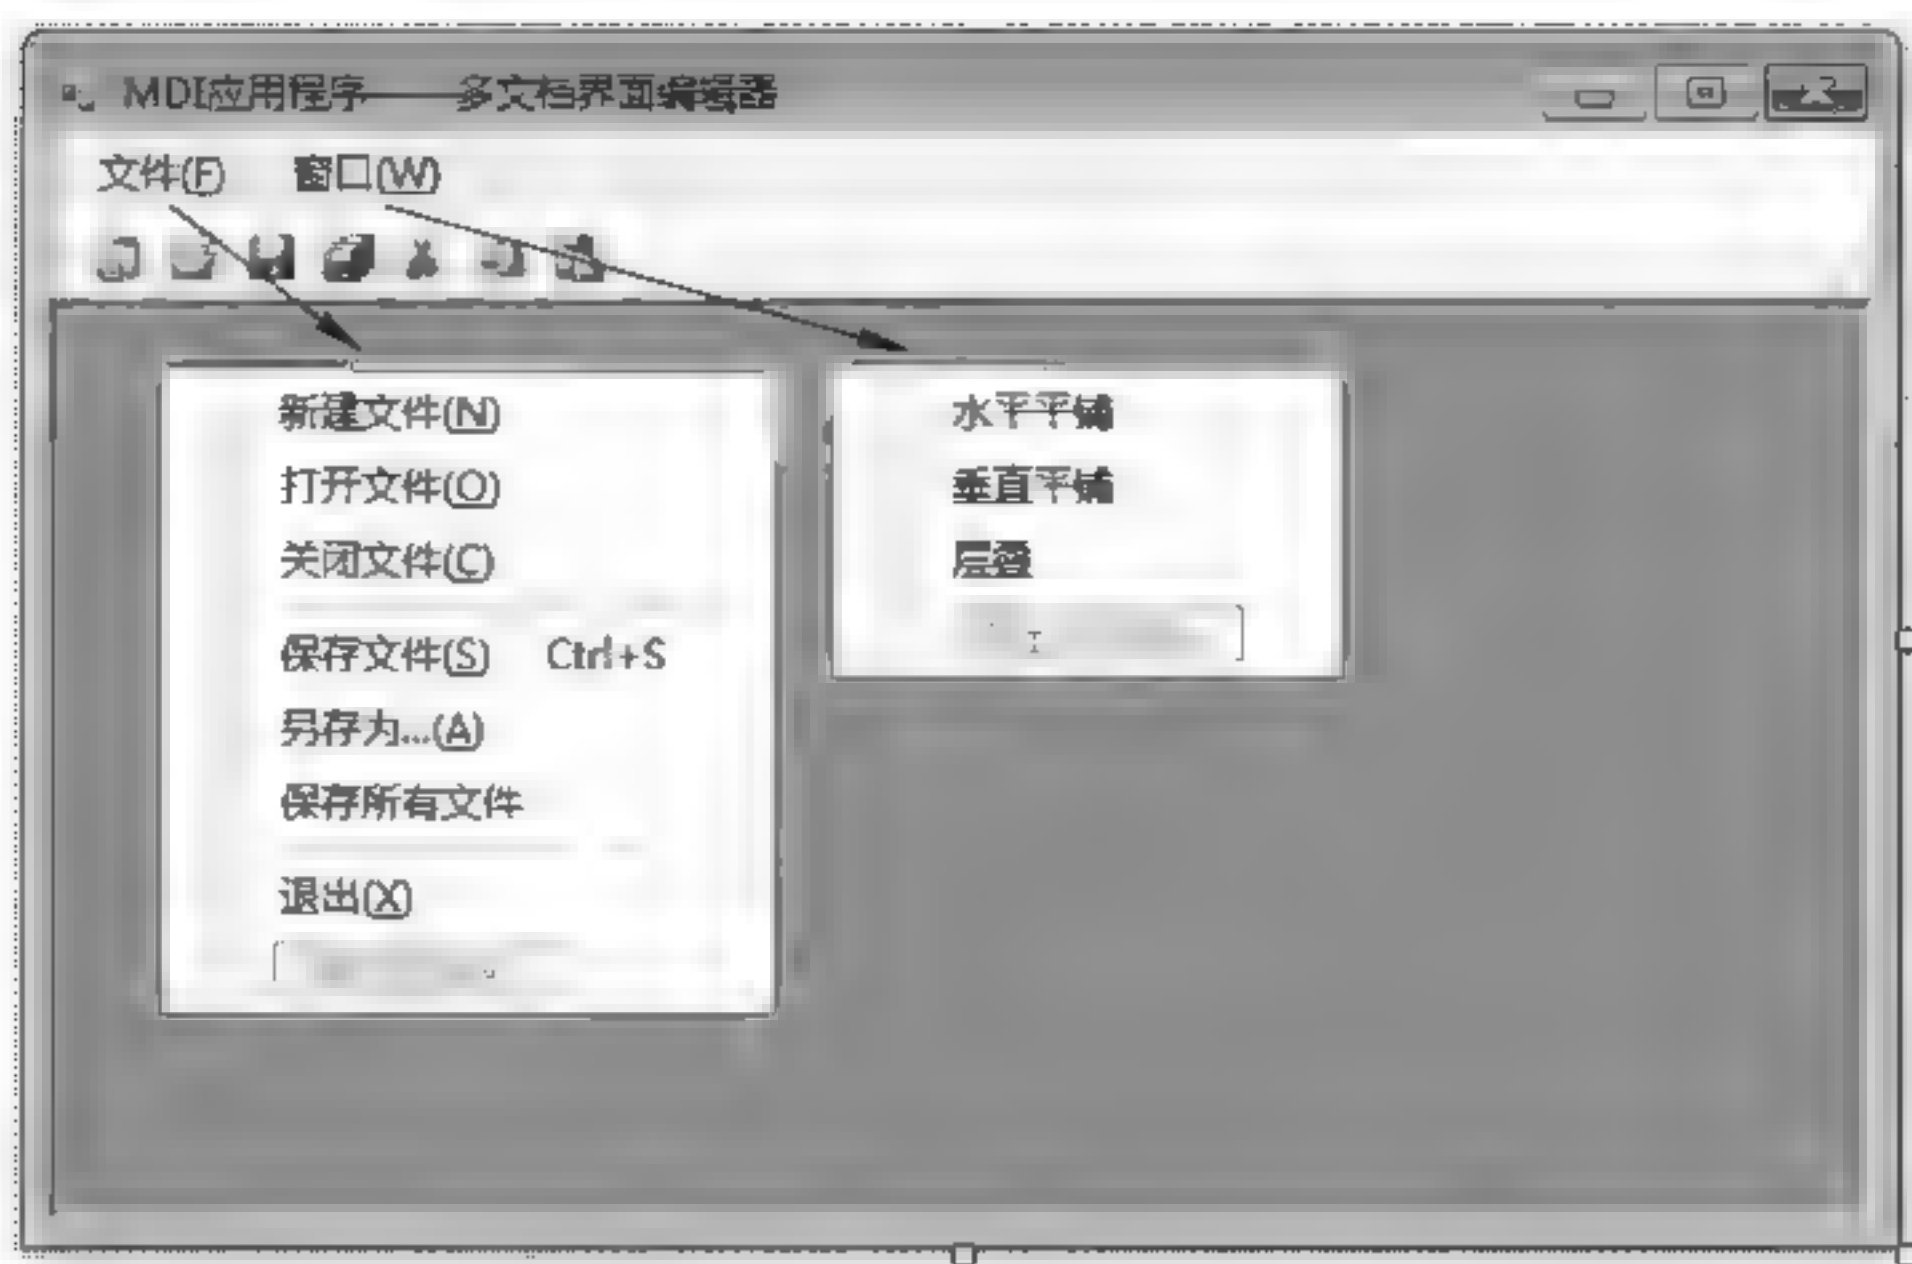 MDI应用程序——多文档界面编辑器
文件(F) 窗口(W)
新建文件(N)
打开文件(O)
关闭文件(C)
保存文件(S) Ctrl+S
另存为...(A)
保存所有文件
退出(X)
水平平铺
垂直平铺
层叠